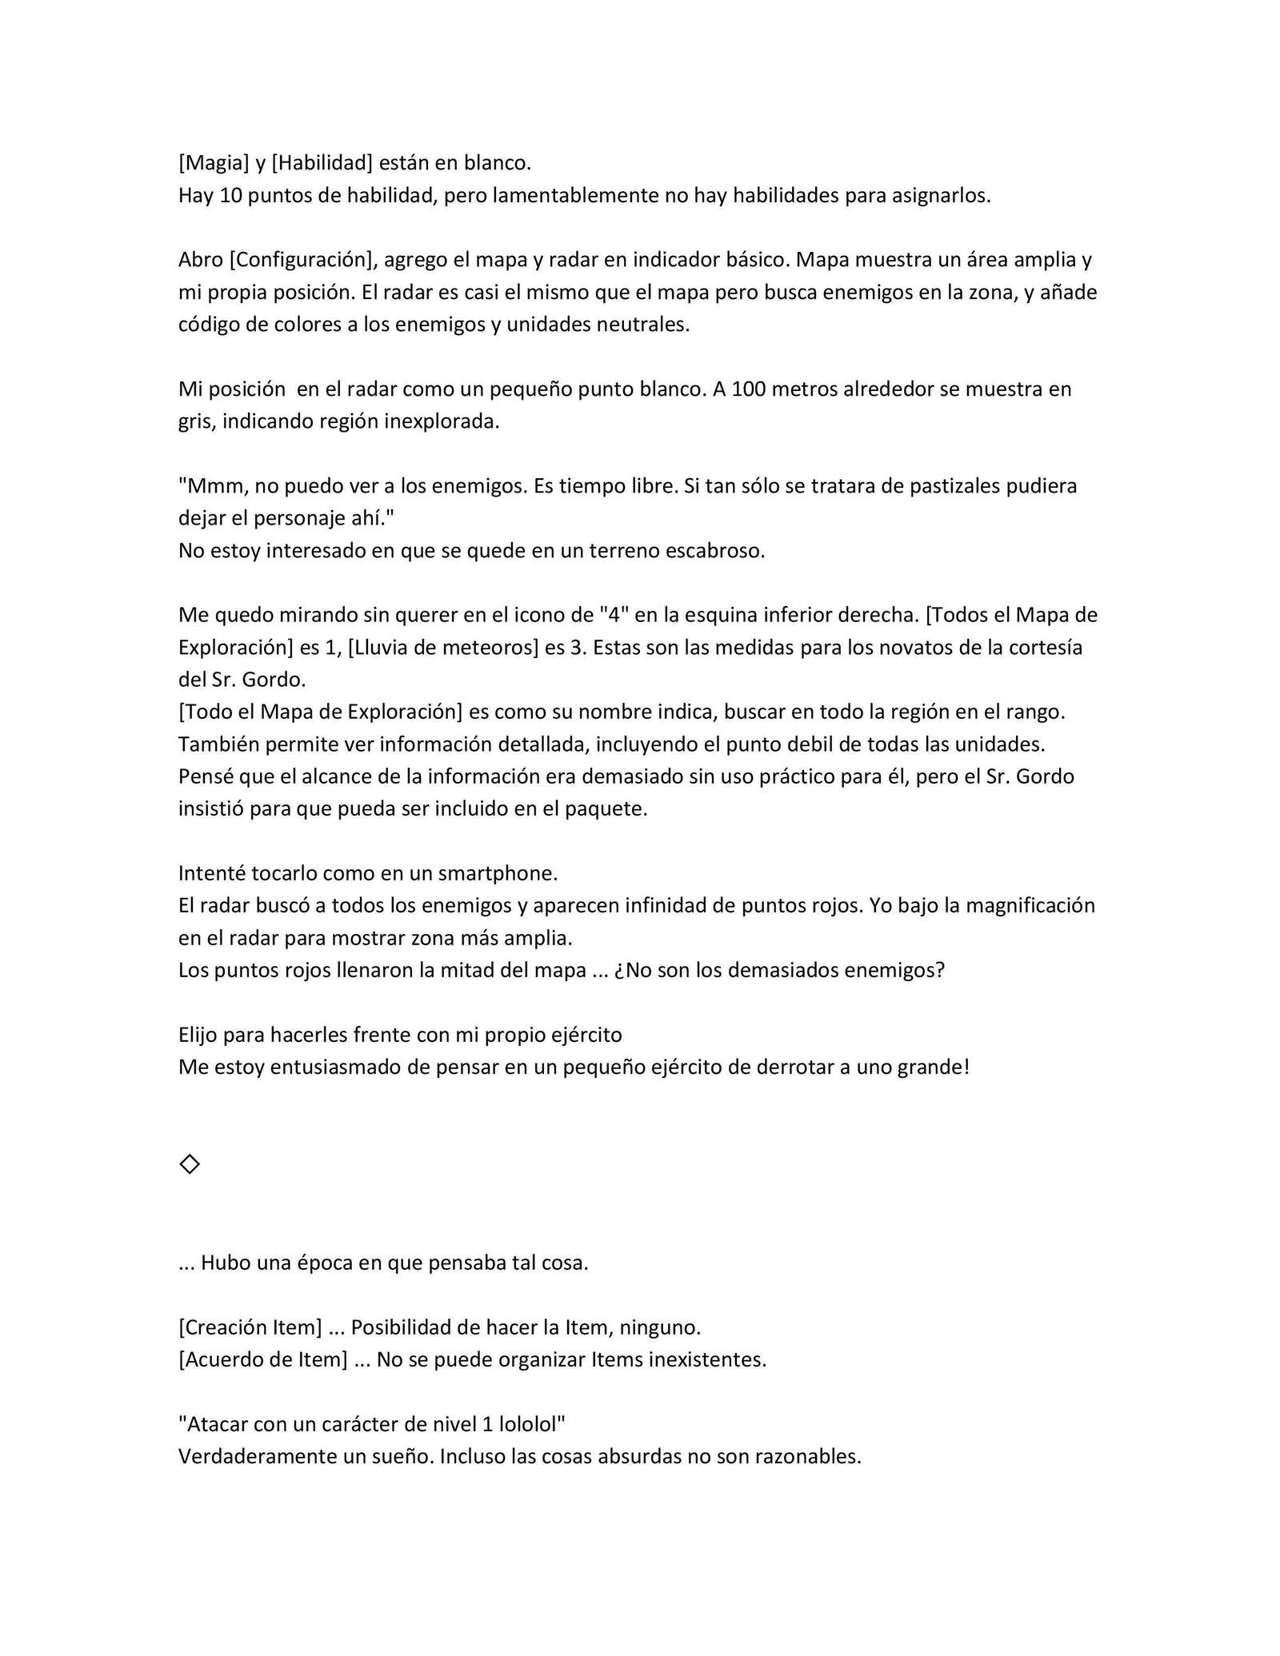 [Magia] y [Habilidad] están en blanco.
Hay 10 puntos de habilidad, pero lamentablemente no hay habilidades para asignarlos.
Abro [Configuración], agrego el mapa y radar en indicador básico. Mapa muestra un área amplia y
mi propia posición. El radar es casi el mismo que el mapa pero busca enemigos en la zona, y añade
código de colores a los enemigos y unidades neutrales.
Mi posición  en el radar como un pequeño punto blanco. A 100 metros alrededor se muestra en
gris, indicando región inexplorada.
"Mmm, no puedo ver a los enemigos. Es tiempo libre. Si tan sólo se tratara de pastizales pudiera
dejar el personaje ahí."
No estoy interesado en que se quede en un terreno escabroso.
Me quedo mirando sin querer en el icono de "4" en la esquina inferior derecha. [Todos el Mapa de
Exploración] es 1, [Lluvia de meteoros] es 3. Estas son las medidas para los novatos de la cortesía
del Sr. Gordo.
[Todo el Mapa de Exploración] es como su nombre indica, buscar en todo la región en el rango.
También permite ver información detallada, incluyendo el punto debil de todas las unidades.
Pensé que el alcance de la información era demasiado sin uso práctico para él, pero el Sr. Gordo
insistió para que pueda ser incluido en el paquete.
Intenté tocarlo como en un smartphone.
El radar buscó a todos los enemigos y aparecen infinidad de puntos rojos. Yo bajo la magnificación
en el radar para mostrar zona más amplia.
Los puntos rojos llenaron la mitad del mapa ... ¿No son los demasiados enemigos?
Elijo para hacerles frente con mi propio ejército
Me estoy entusiasmado de pensar en un pequeño ejército de derrotar a uno grande!
◇
... Hubo una época en que pensaba tal cosa.
[Creación Item] ... Posibilidad de hacer la Item, ninguno.
[Acuerdo de Item] ... No se puede organizar Items inexistentes.
"Atacar con un carácter de nivel 1 lololol"
Verdaderamente un sueño. Incluso las cosas absurdas no son razonables.